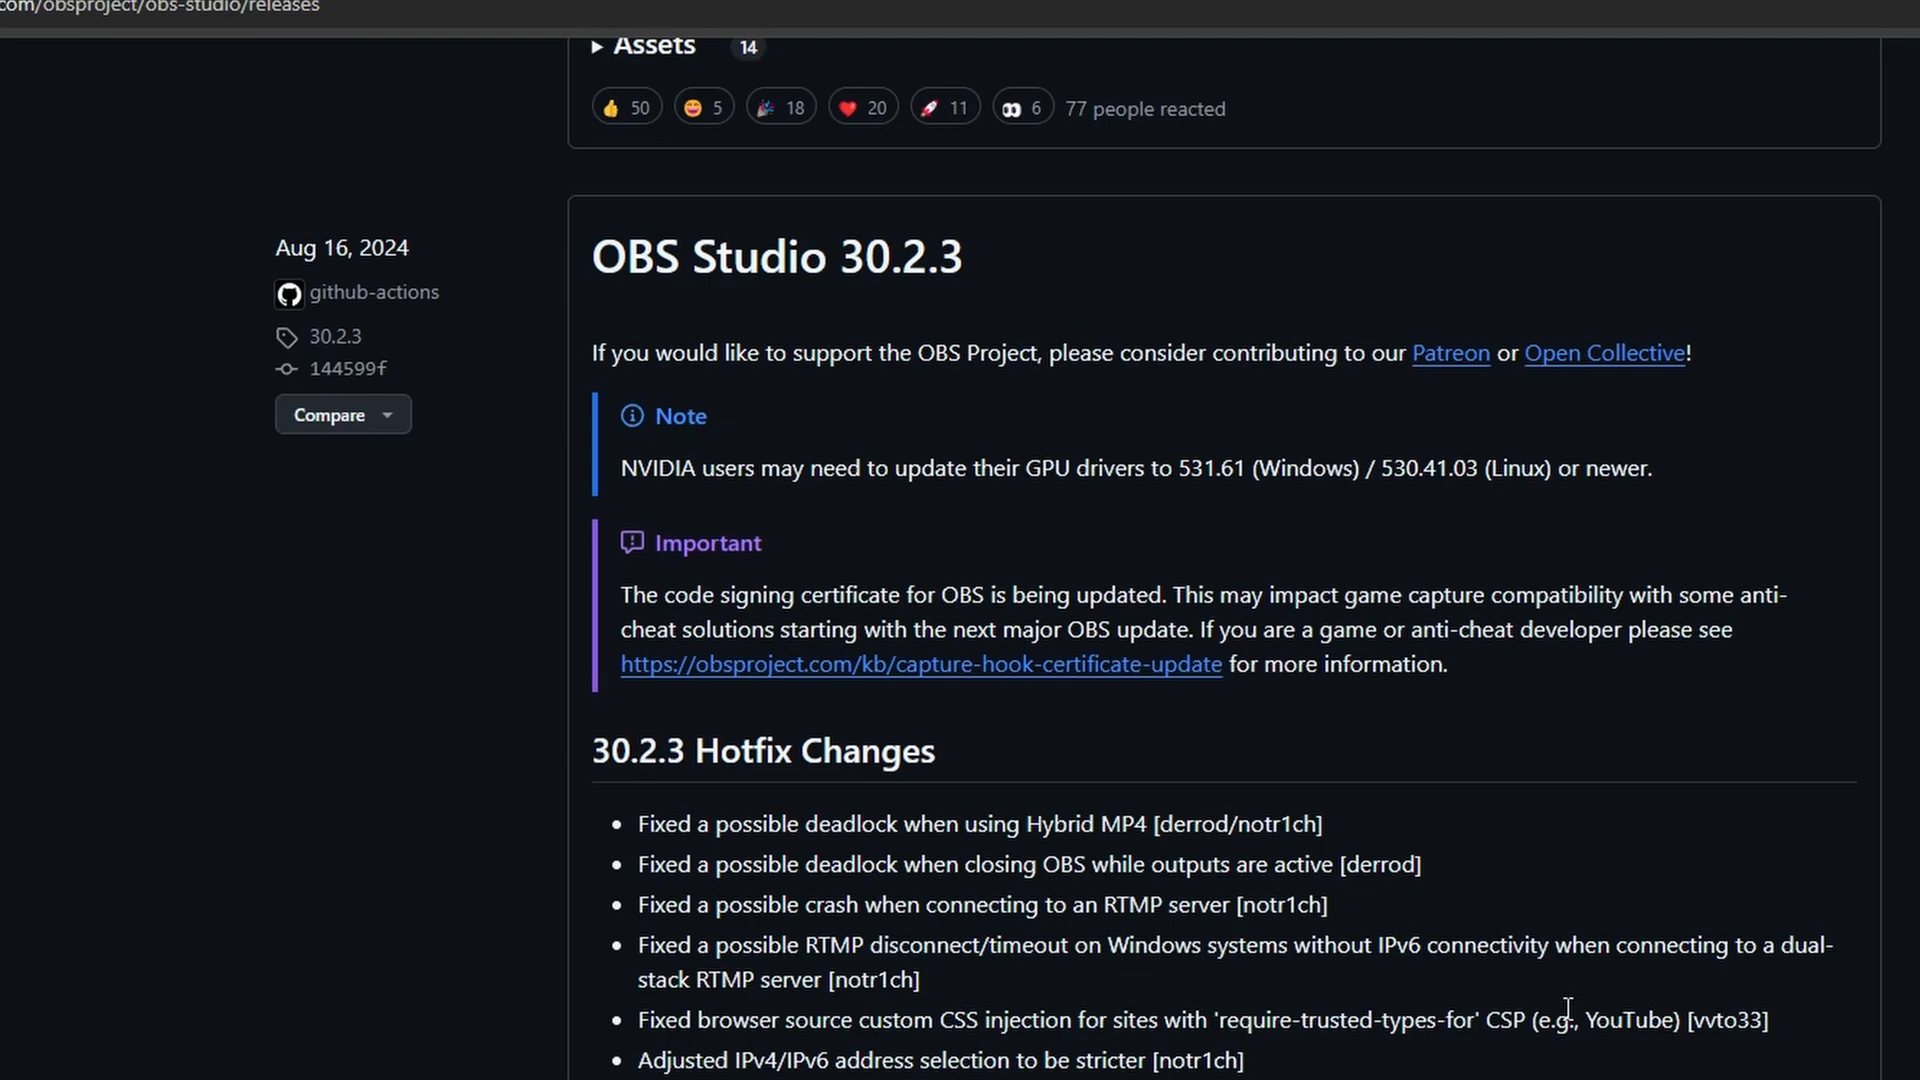 com/obsproject/obs-studio/releases
Assets 14
50 5 18 20 11 6 77 people reacted
Aug 16, 2024
github-actions
30.2.3
144599f
Compare
OBS Studio 30.2.3
If you would like to support the OBS Project, please consider contributing to our Patreon or Open Collective!
Note
NVIDIA users may need to update their GPU drivers to 531.61 (Windows) / 530.41.03 (Linux) or newer.
Important
The code signing certificate for OBS is being updated. This may impact game capture compatibility with some anti-
cheat solutions starting with the next major OBS update. If you are a game or anti-cheat developer please see
https://obsproject.com/kb/capture-hook-certificate-update for more information.
30.2.3 Hotfix Changes
• Fixed a possible deadlock when using Hybrid MP4 [derrod/notr1ch]
• Fixed a possible deadlock when closing OBS while outputs are active [derrod]
• Fixed a possible crash when connecting to an RTMP server [notr1ch]
• Fixed a possible RTMP disconnect/timeout on Windows systems without IPv6 connectivity when connecting to a dual-
stack RTMP server [notr1ch]
• Fixed browser source custom CSS injection for sites with 'require-trusted-types-for' CSP (e.g., YouTube) [vvto33]
• Adjusted IPv4/IPv6 address selection to be stricter [notr1ch]